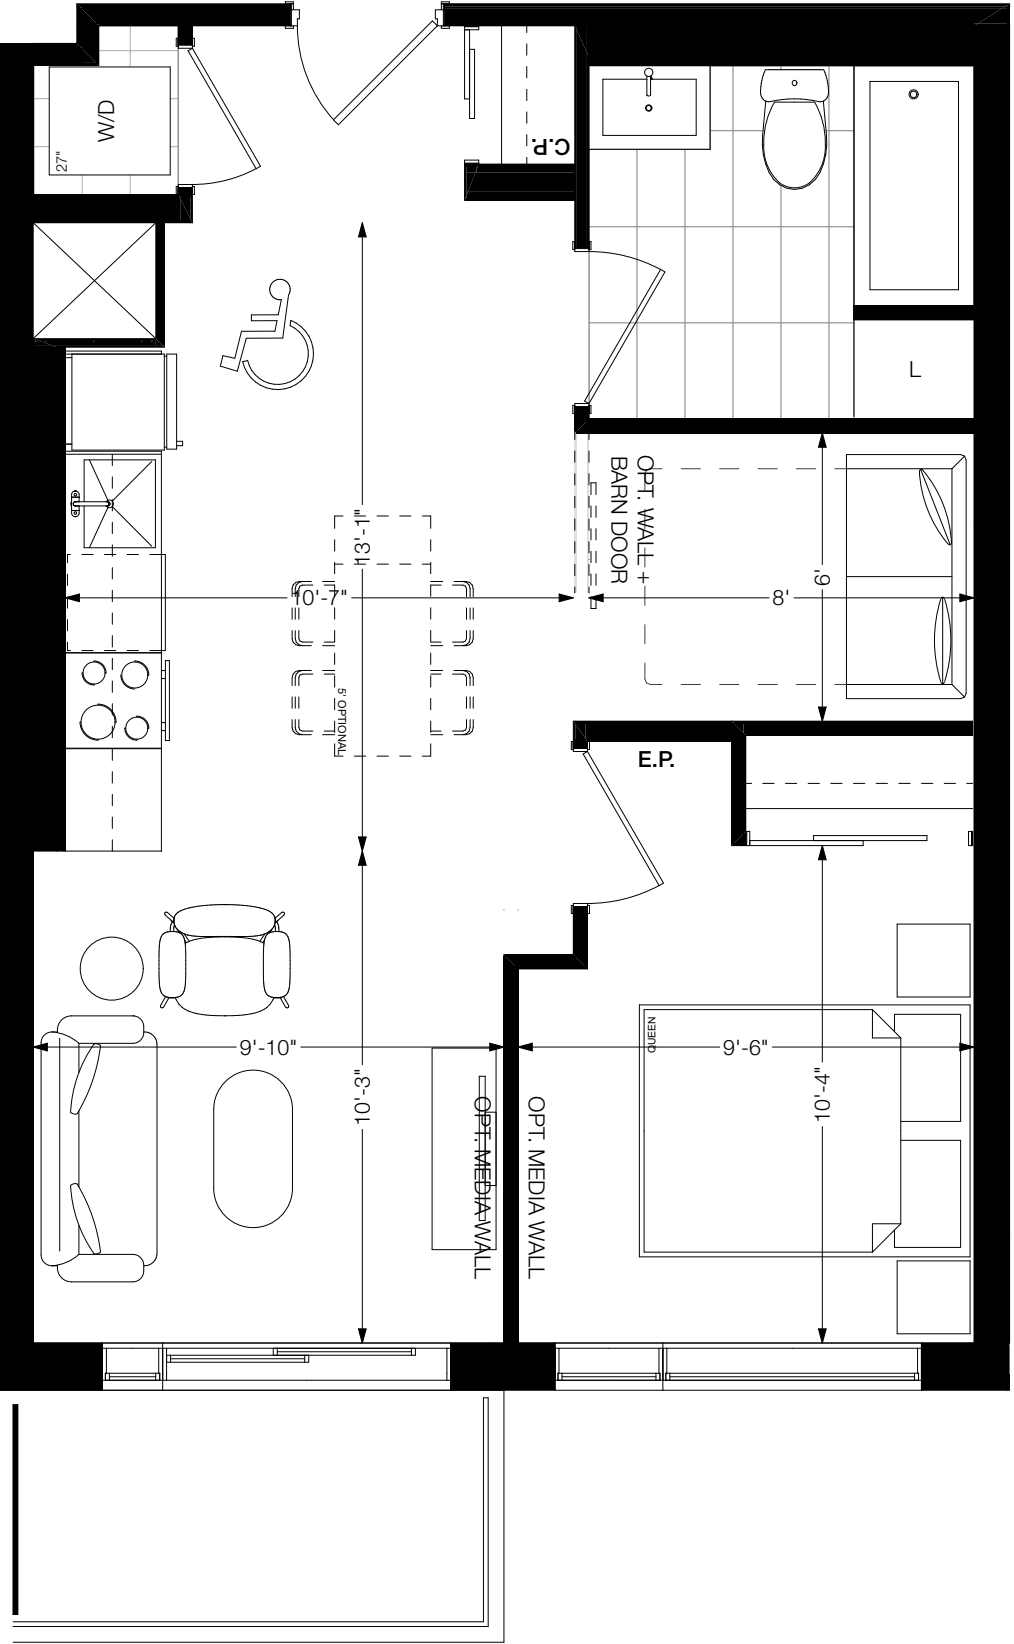 W/D
27"
C.P.
L
OPT. WALL +
BARN DOOR
13'-1"
10'-7"
8'
6'
5' OPTIONAL
E.P.
9'-10"
9'-6"
QUEEN
10'-3"
10'-4"
OPT. MEDIA WALL
OPT. MEDIA WALL